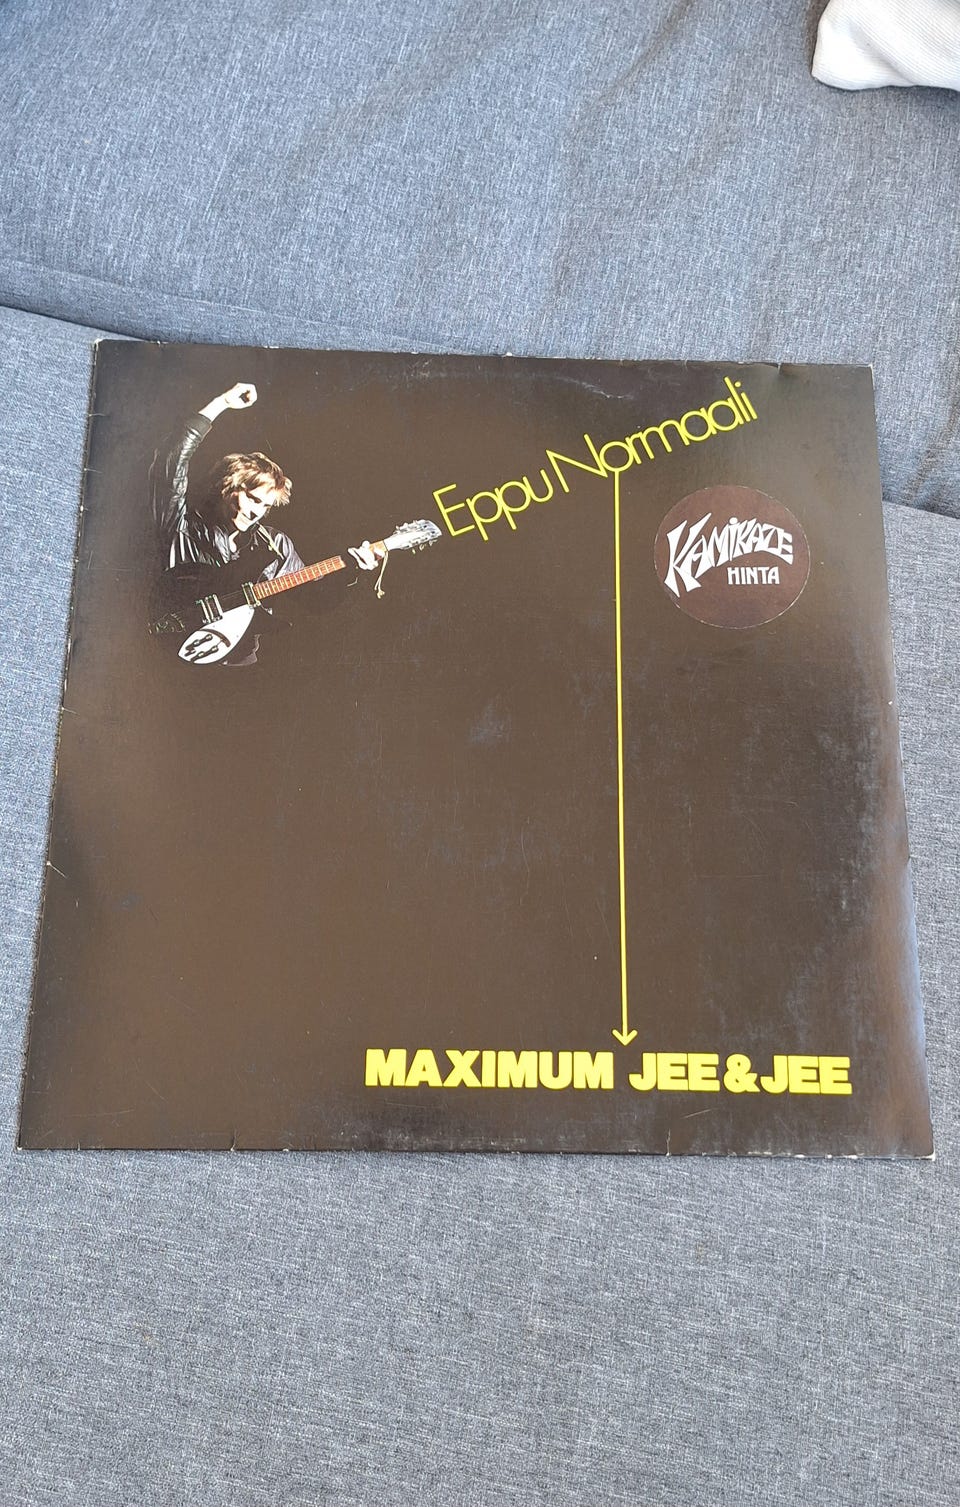 Eppu Normaali
KAMIKAZE
HINTA
MAXIMUM JEE & JEE